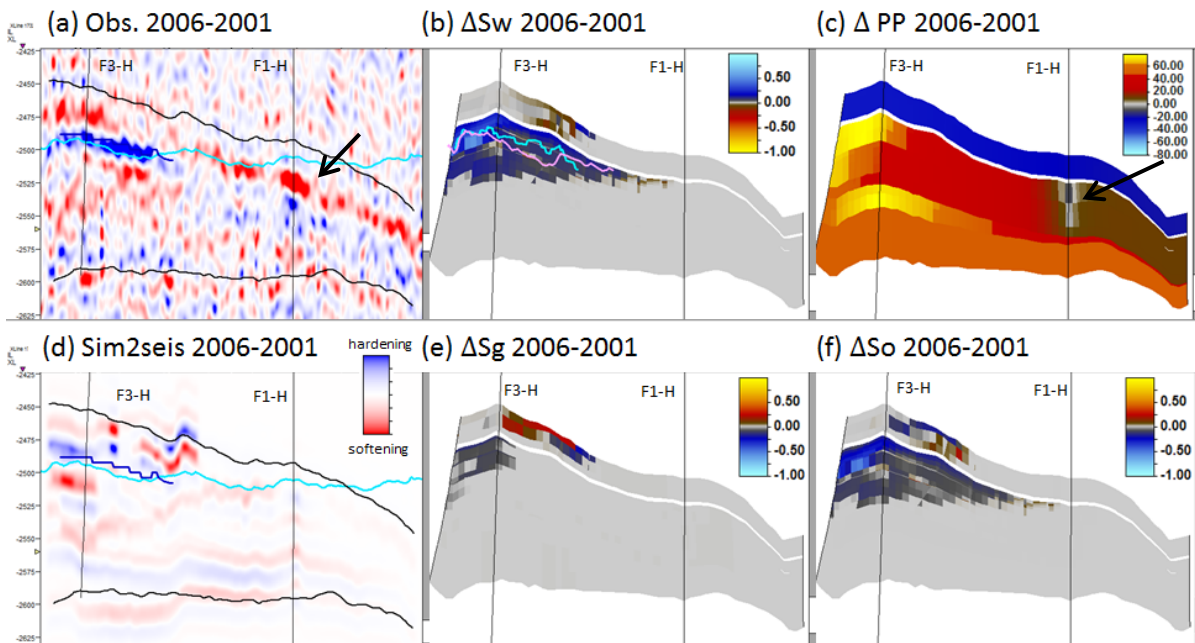 (a) Obs. 2006-2001
(b) ΔSw 2006-2001
(c) Δ PP 2006-2001
XL
-2425
-2450
-2475
-2500
-2525
-2550
-2575
-2600
-2625
F3-H
F1-H
F3-H
F1-H
0.50
0.00
-0.50
-1.00
F3-H
F1-H
60.00
40.00
20.00
0.00
-20.00
-40.00
-60.00
-80.00
(d) Sim2seis 2006-2001
(e) ΔSg 2006-2001
(f) ΔSo 2006-2001
XL
-2425
-2450
-2475
-2500
-2525
-2550
-2575
-2600
-2625
F3-H
F1-H
hardening
softening
F3-H
F1-H
0.50
0.00
-0.50
-1.00
F3-H
F1-H
0.50
0.00
-0.50
-1.00